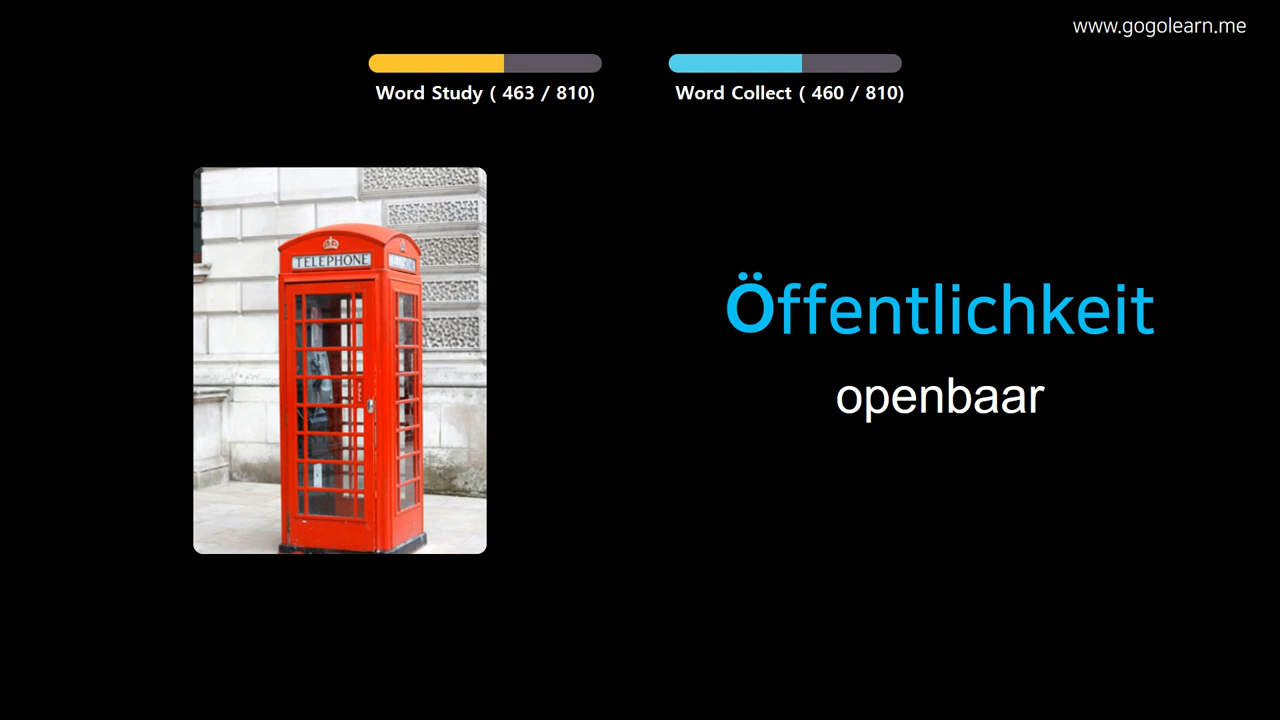 www.gogolearn.me
Word Study ( 463 / 810)
Word Collect ( 460 / 810)
TELEPHONE
Öffentlichkeit
openbaar